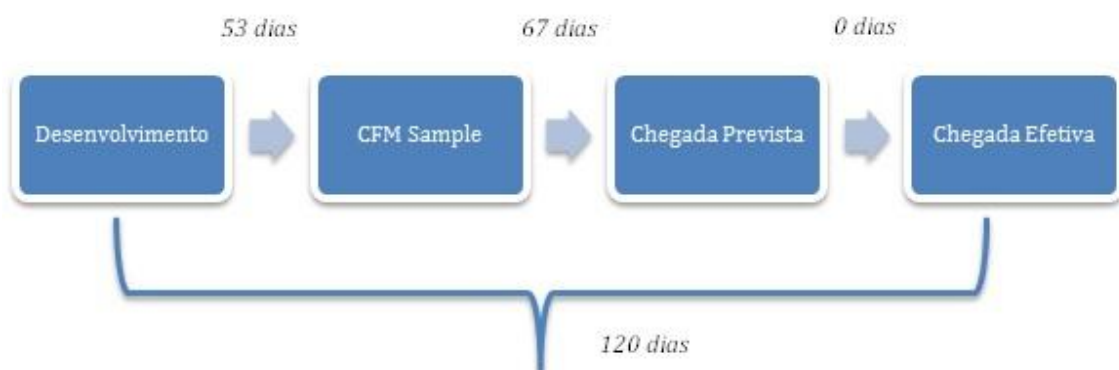 53 dias
67 dias
0 dias
Desenvolvimento
CFM Sample
Chegada Prevista
Chegada Efetiva
120 dias